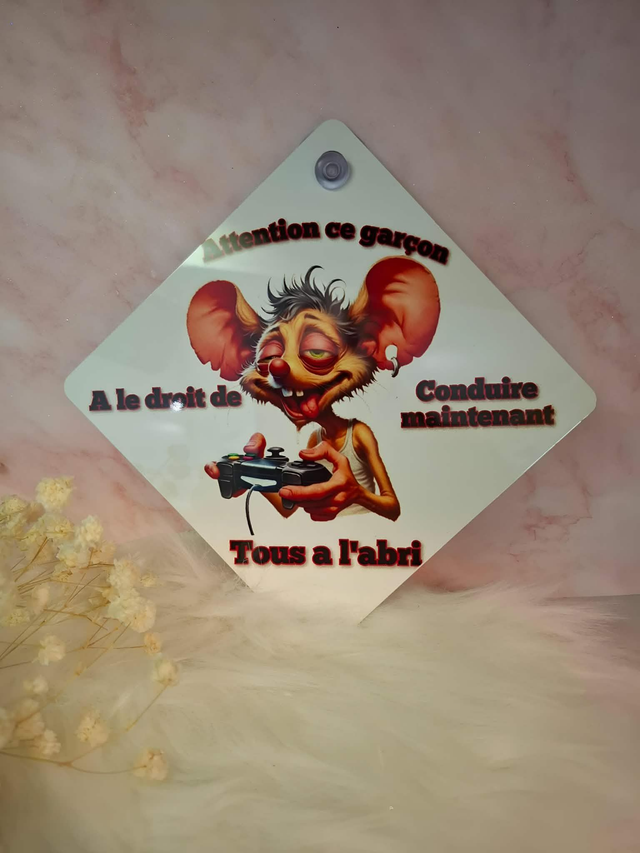 Attention ce garçon
A le droit de
Conduire
maintenant
Tous a l'abri